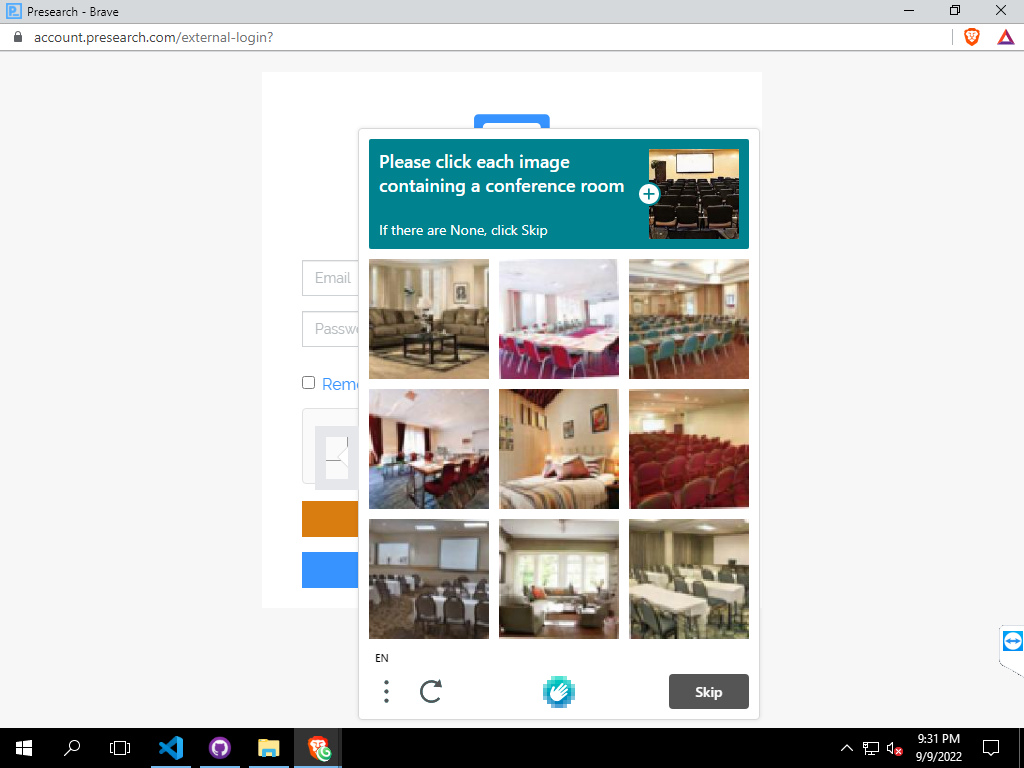 Presearch - Brave
account.presearch.com/external-login?
Please click each image
containing a conference room
If there are None, click Skip
Email
Passwo
Reme
EN
Skip
9:31 PM
9/9/2022